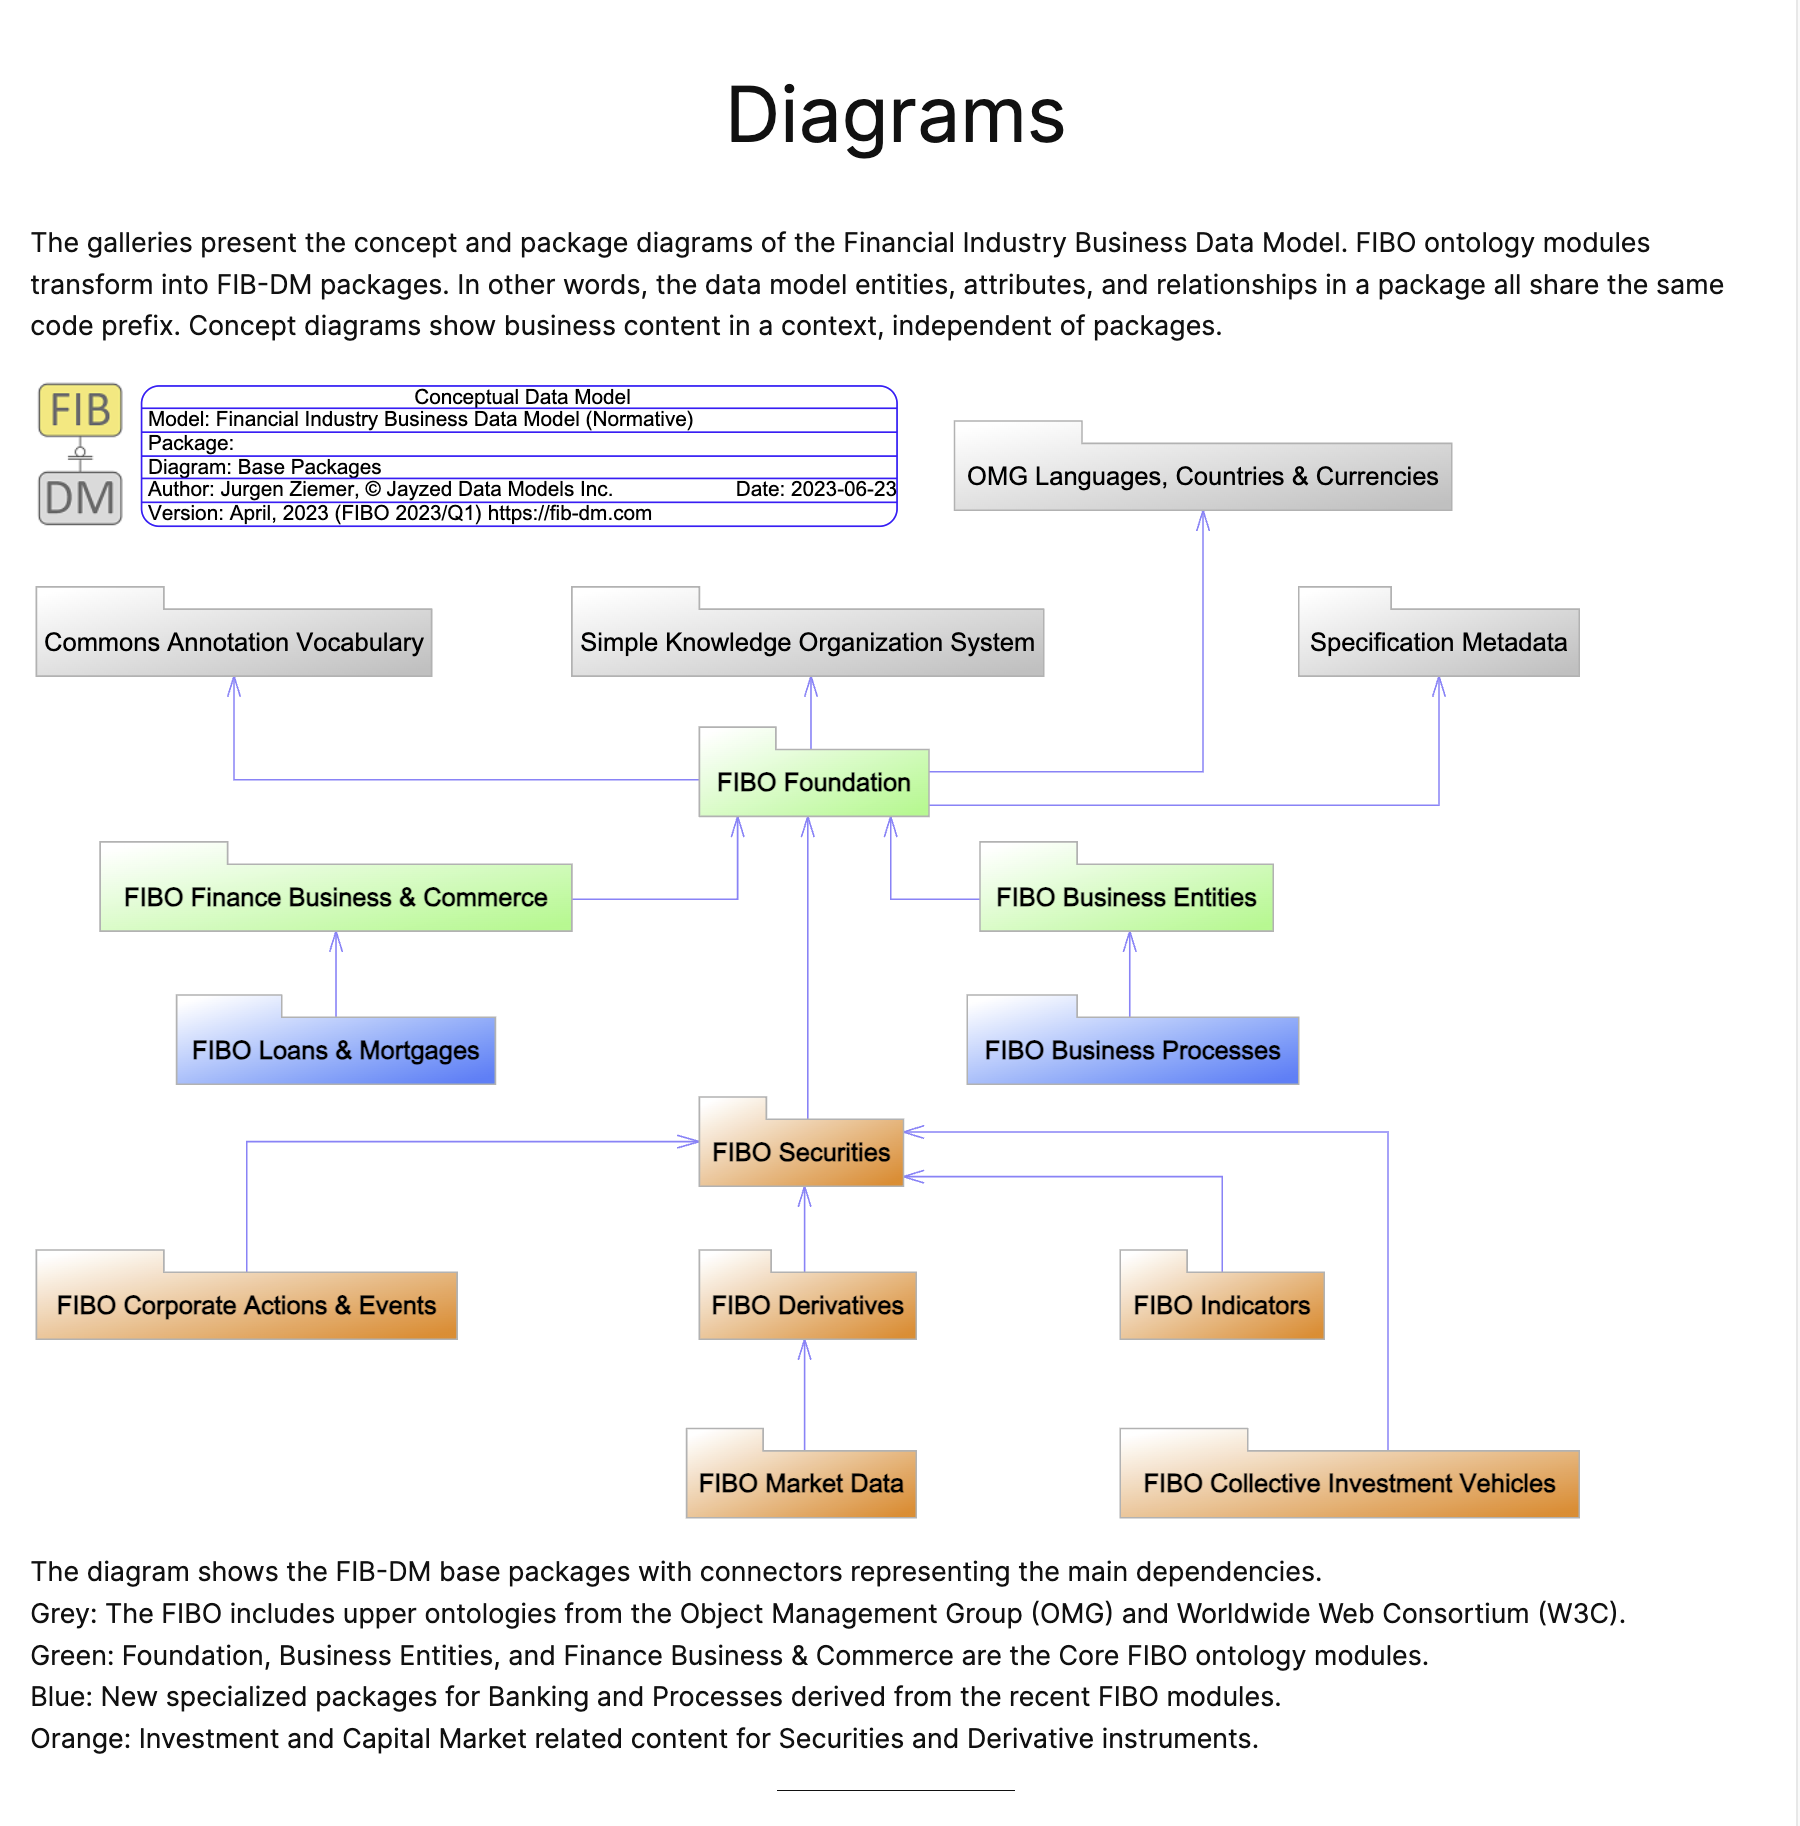 Diagrams
The galleries present the concept and package diagrams of the Financial Industry Business Data Model. FIBO ontology modules
transform into FIB-DM packages. In other words, the data model entities, attributes, and relationships in a package all share the same
code prefix. Concept diagrams show business content in a context, independent of packages.
FIB
DM
Conceptual Data Model
Model: Financial Industry Business Data Model (Normative)
Package:
Diagram: Base Packages
Author: Jurgen Ziemer, © Jayzed Data Models Inc. Date: 2023-06-23
Version: April, 2023 (FIBO 2023/Q1) https://fib-dm.com
OMG Languages, Countries & Currencies
Commons Annotation Vocabulary
Simple Knowledge Organization System
Specification Metadata
FIBO Foundation
FIBO Finance Business & Commerce
FIBO Business Entities
FIBO Loans & Mortgages
FIBO Business Processes
FIBO Securities
FIBO Corporate Actions & Events
FIBO Derivatives
FIBO Indicators
FIBO Market Data
FIBO Collective Investment Vehicles
The diagram shows the FIB-DM base packages with connectors representing the main dependencies.
Grey: The FIBO includes upper ontologies from the Object Management Group (OMG) and Worldwide Web Consortium (W3C).
Green: Foundation, Business Entities, and Finance Business & Commerce are the Core FIBO ontology modules.
Blue: New specialized packages for Banking and Processes derived from the recent FIBO modules.
Orange: Investment and Capital Market related content for Securities and Derivative instruments.